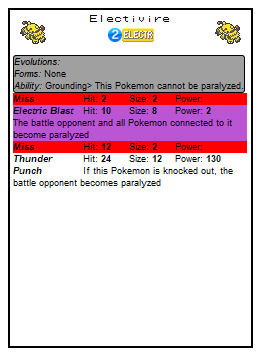 Electivire
2 ELECTR
Evolutions:
Forms: None
Ability: Grounding> This Pokemon cannot be paralyzed.
Miss Hit: 2 Size: 2 Power:
Electric Blast Hit: 10 Size: 8 Power: 2
The battle opponent and all Pokemon connected to it
become paralyzed
Miss Hit: 12 Size: 2 Power:
Thunder Hit: 24 Size: 12 Power: 130
Punch If this Pokemon is knocked out, the
battle opponent becomes paralyzed